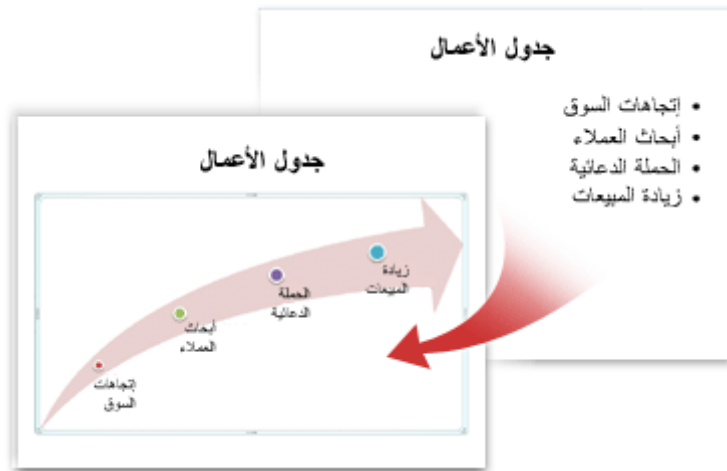 جدول الأعمال
• إتجاهات السوق
• أبحاث العملاء
• الحملة الدعائية
• زيادة المبيعات
جدول الأعمال
زيادة
المبيعات
الحملة
الدعائية
أبحاث
العملاء
إتجاهات
السوق